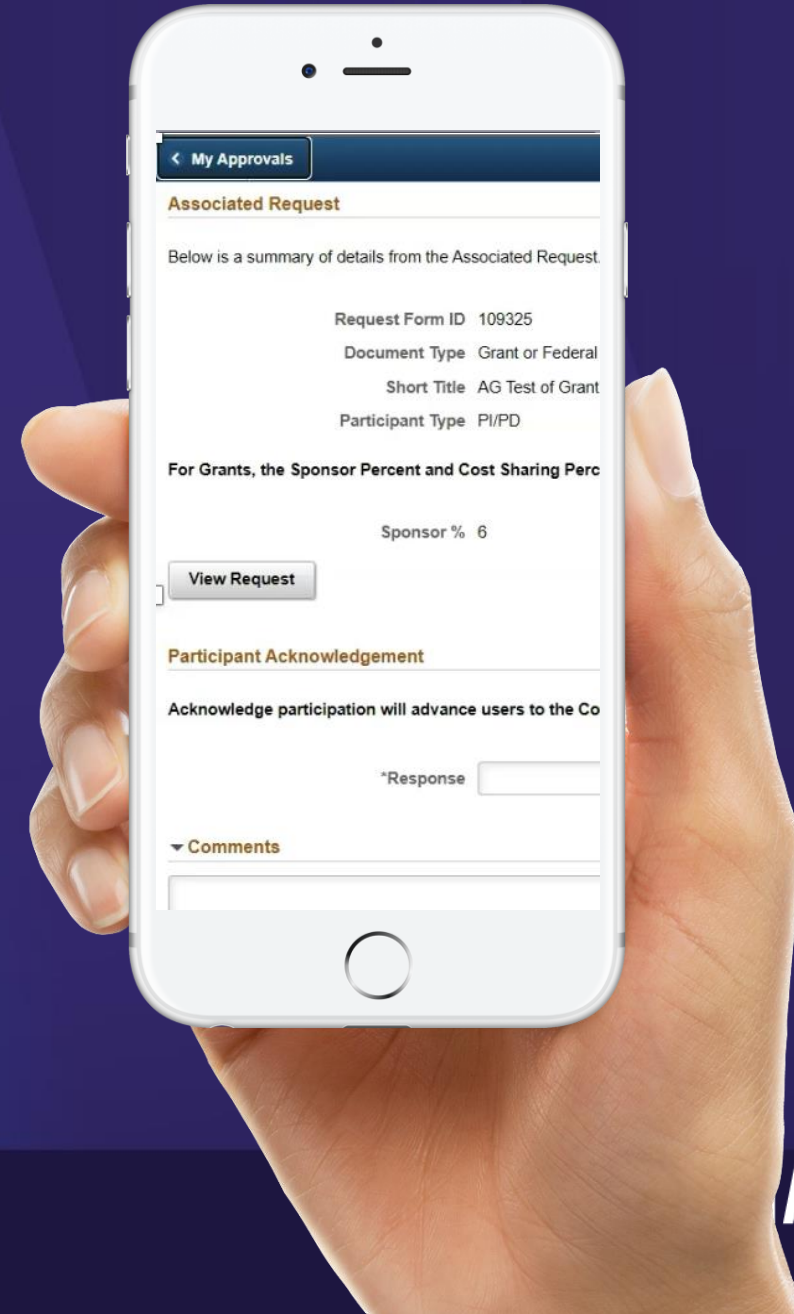 My Approvals
Associated Request
Below is a summary of details from the Associated Request.
Request Form ID 109325
Document Type Grant or Federal
Short Title AG Test of Grant
Participant Type PI/PD
For Grants, the Sponsor Percent and Cost Sharing Perc
Sponsor % 6
View Request
Participant Acknowledgement
Acknowledge participation will advance users to the Co
*Response
Comments